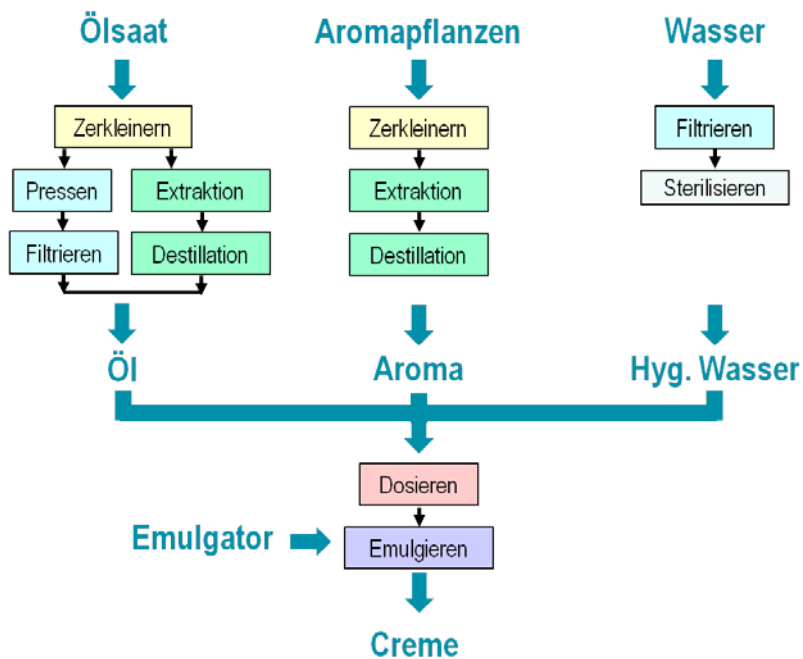 Ölsaat
Aromapflanzen
Wasser
Zerkleinern
Zerkleinern
Filtrieren
Pressen
Extraktion
Extraktion
Sterilisieren
Filtrieren
Destillation
Destillation
Öl
Aroma
Hyg. Wasser
Dosieren
Emulgator
Emulgieren
Creme